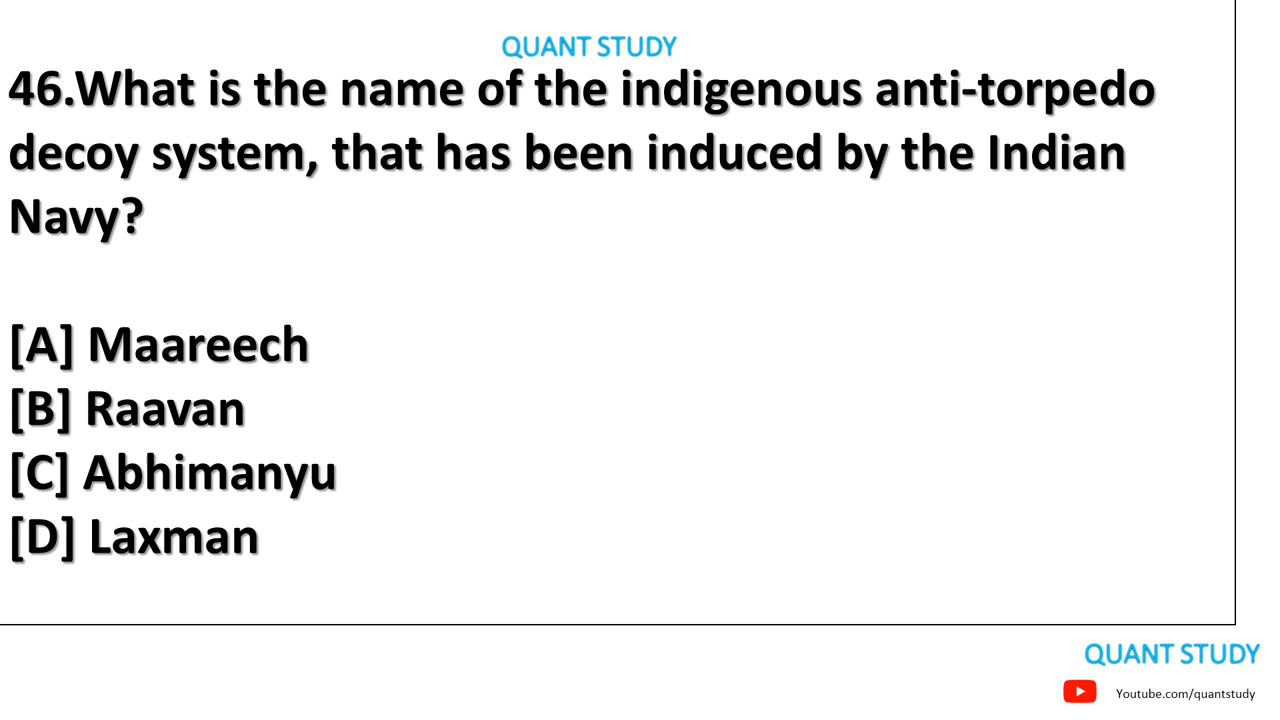 QUANT STUDY
46.What is the name of the indigenous anti-torpedo
decoy system, that has been induced by the Indian
Navy?
[A] Maareech
[B] Raavan
[C] Abhimanyu
[D] Laxman
QUANT STUDY
Youtube.com/quantstudy